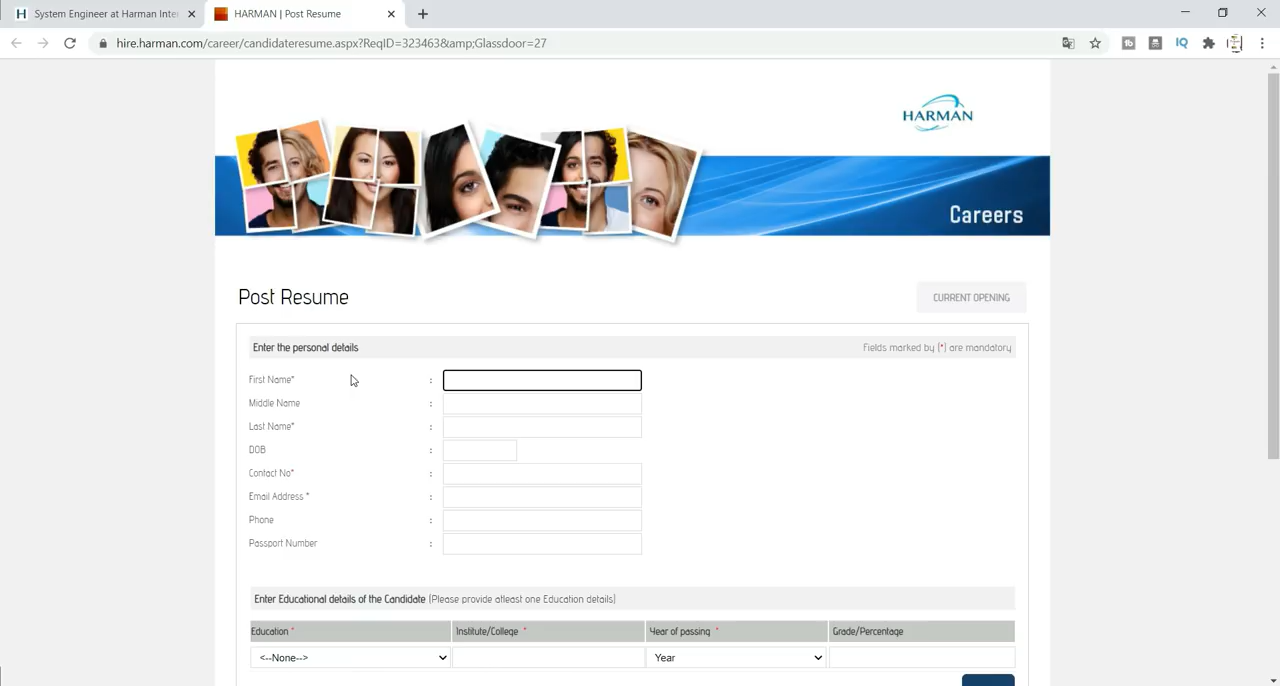 System Engineer at Harman Inter
HARMAN | Post Resume
hire.harman.com/career/candidateresume.aspx?ReqID=323463&amp;Glassdoor=27
IQ
HARMAN
Careers
Post Resume
CURRENT OPENING
Enter the personal details
Fields marked by (*) are mandatory
First Name* :
Middle Name :
Last Name* :
DOB :
Contact No* :
Email Address * :
Phone :
Passport Number :
Enter Educational details of the Candidate (Please provide atleast one Education details)
Education * Institute/College * Year of passing * Grade/Percentage
<--None--> Year